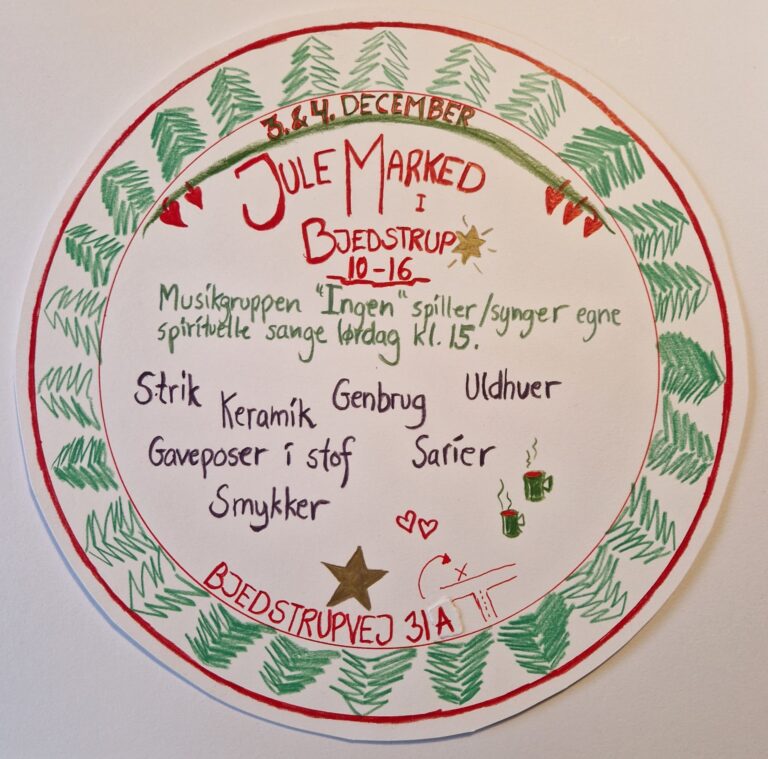 3. & 4. DECEMBER
JULE MARKED
I
BJEDSTRUP
10-16
Musikgruppen "Ingen" spiller/synger egne
spirituelle sange lørdag kl. 15.
Strik Keramik Genbrug Uldhuer
Gaveposer i stof Sarier
Smykker
X
BJEDSTRUPVEJ 31A